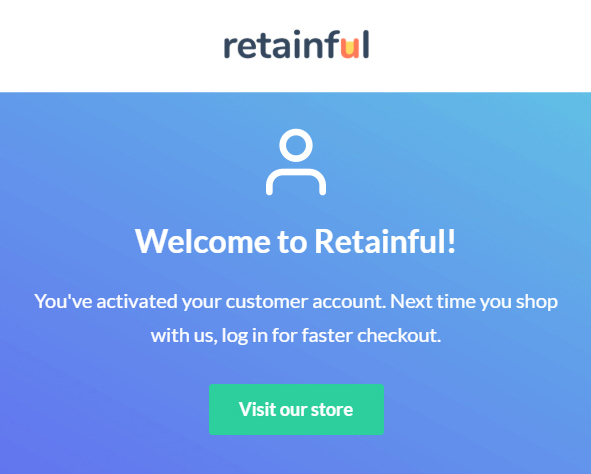 retainful
Welcome to Retainful!
You've activated your customer account. Next time you shop
with us, log in for faster checkout.
Visit our store